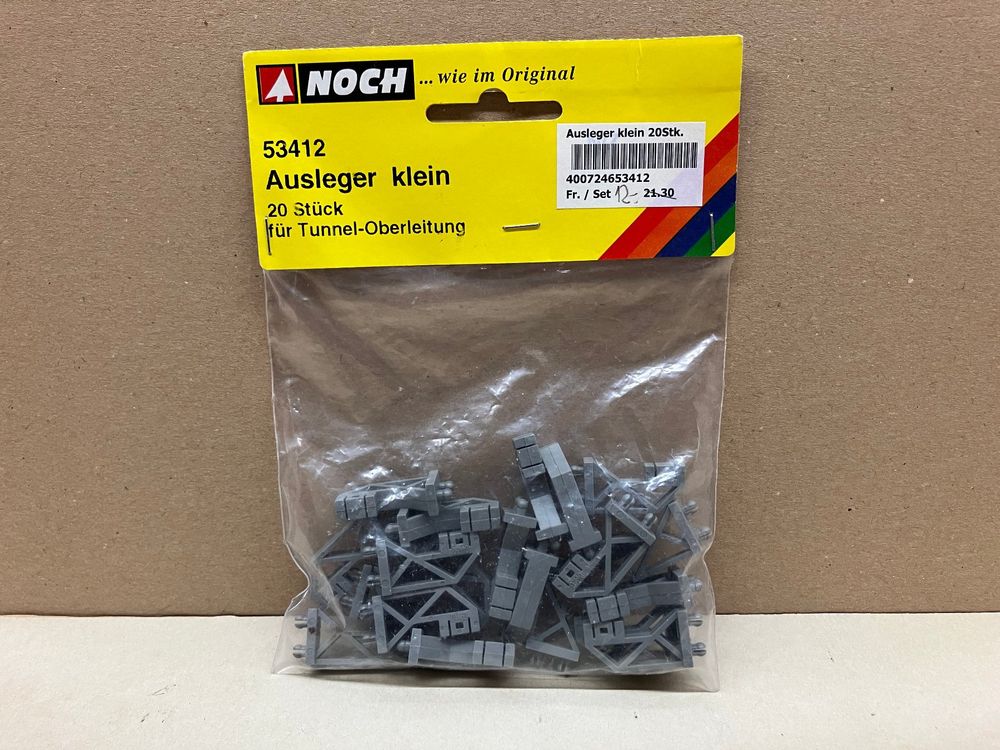 NOCH ... wie im Original
53412
Ausleger klein
20 Stück
für Tunnel-Oberleitung
Ausleger klein 20Stk.
400724653412
Fr. / Set 12.- 21.30